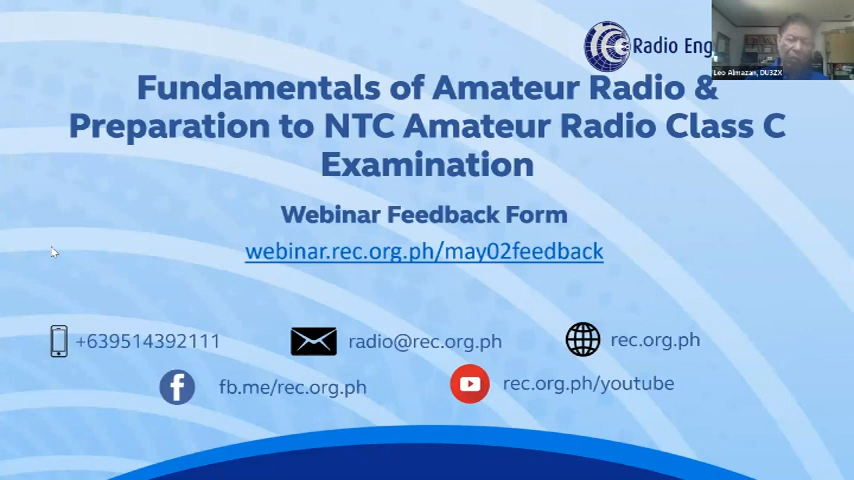 Radio Eng
Leo Almazan, DU3ZX
Fundamentals of Amateur Radio &
Preparation to NTC Amateur Radio Class C
Examination
Webinar Feedback Form
webinar.rec.org.ph/may02feedback
+639514392111
radio@rec.org.ph
rec.org.ph
fb.me/rec.org.ph
rec.org.ph/youtube